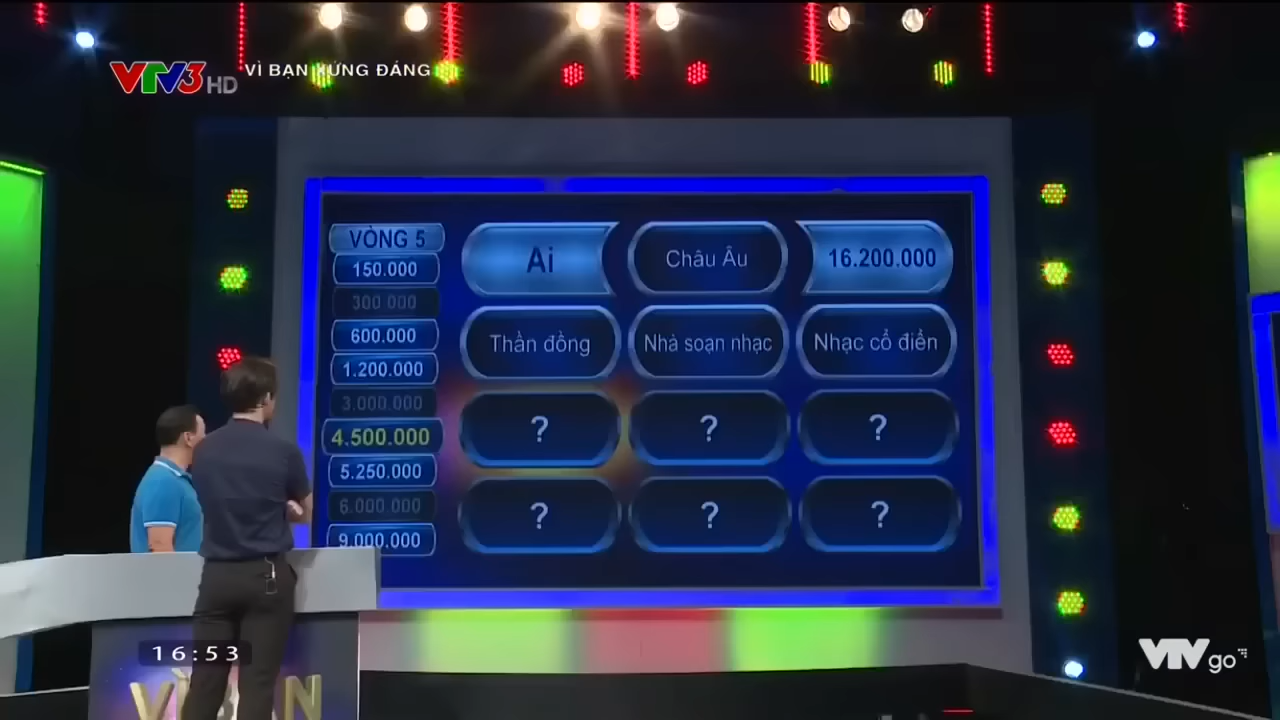 VTV3 HD
VÌ BẠN XỨNG ĐÁNG
VÒNG 5
150.000
300.000
600.000
1.200.000
3.000.000
4.500.000
5.250.000
6.000.000
9.000.000
Ai
Châu Âu
16.200.000
Thần đồng
Nhà soạn nhạc
Nhạc cổ điển
?
?
?
?
?
?
16:53
VÌ BẠN
VTV go